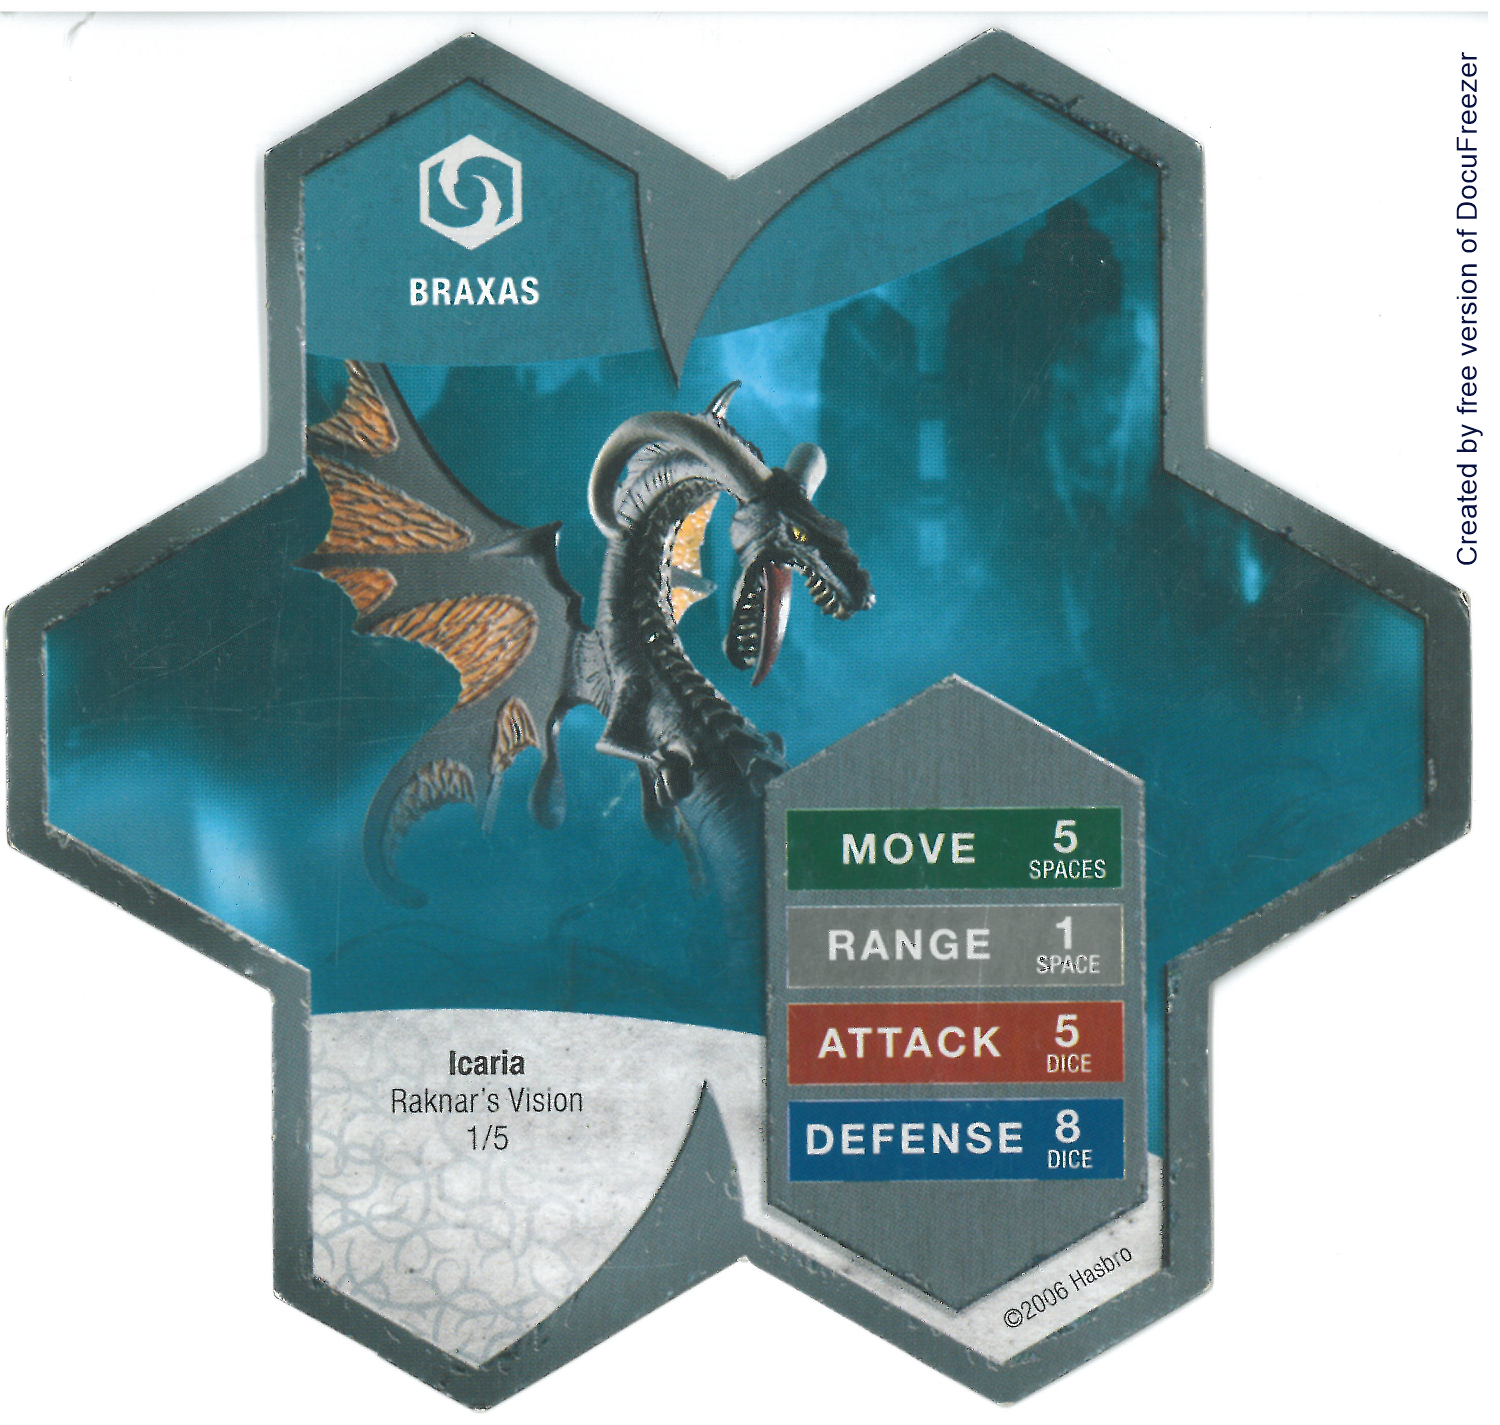 BRAXAS
MOVE 5
SPACES
RANGE 1
SPACE
ATTACK 5
DICE
DEFENSE 8
DICE
Icaria
Raknar's Vision
1/5
©2006 Hasbro
Created by free version of DocuFreezer